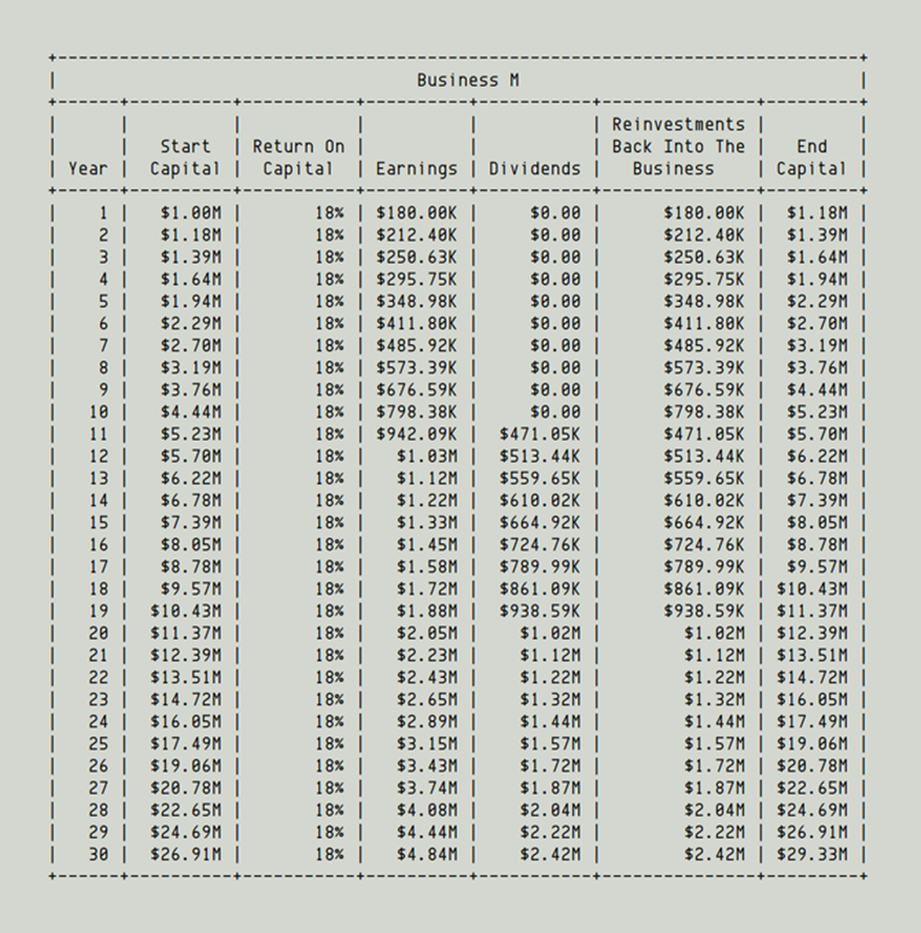 Business M
Reinvestments
Start Return On Back Into The End
Year Capital Capital Earnings Dividends Business Capital
1 $1.00M 18% $180.00K $0.00 $180.00K $1.18M
2 $1.18M 18% $212.40K $0.00 $212.40K $1.39M
3 $1.39M 18% $250.63K $0.00 $250.63K $1.64M
4 $1.64M 18% $295.75K $0.00 $295.75K $1.94M
5 $1.94M 18% $348.98K $0.00 $348.98K $2.29M
6 $2.29M 18% $411.80K $0.00 $411.80K $2.70M
7 $2.70M 18% $485.92K $0.00 $485.92K $3.19M
8 $3.19M 18% $573.39K $0.00 $573.39K $3.76M
9 $3.76M 18% $676.59K $0.00 $676.59K $4.44M
10 $4.44M 18% $798.38K $0.00 $798.38K $5.23M
11 $5.23M 18% $942.09K $471.05K $471.05K $5.70M
12 $5.70M 18% $1.03M $513.44K $513.44K $6.22M
13 $6.22M 18% $1.12M $559.65K $559.65K $6.78M
14 $6.78M 18% $1.22M $610.02K $610.02K $7.39M
15 $7.39M 18% $1.33M $664.92K $664.92K $8.05M
16 $8.05M 18% $1.45M $724.76K $724.76K $8.78M
17 $8.78M 18% $1.58M $789.99K $789.99K $9.57M
18 $9.57M 18% $1.72M $861.09K $861.09K $10.43M
19 $10.43M 18% $1.88M $938.59K $938.59K $11.37M
20 $11.37M 18% $2.05M $1.02M $1.02M $12.39M
21 $12.39M 18% $2.23M $1.12M $1.12M $13.51M
22 $13.51M 18% $2.43M $1.22M $1.22M $14.72M
23 $14.72M 18% $2.65M $1.32M $1.32M $16.05M
24 $16.05M 18% $2.89M $1.44M $1.44M $17.49M
25 $17.49M 18% $3.15M $1.57M $1.57M $19.06M
26 $19.06M 18% $3.43M $1.72M $1.72M $20.78M
27 $20.78M 18% $3.74M $1.87M $1.87M $22.65M
28 $22.65M 18% $4.08M $2.04M $2.04M $24.69M
29 $24.69M 18% $4.44M $2.22M $2.22M $26.91M
30 $26.91M 18% $4.84M $2.42M $2.42M $29.33M